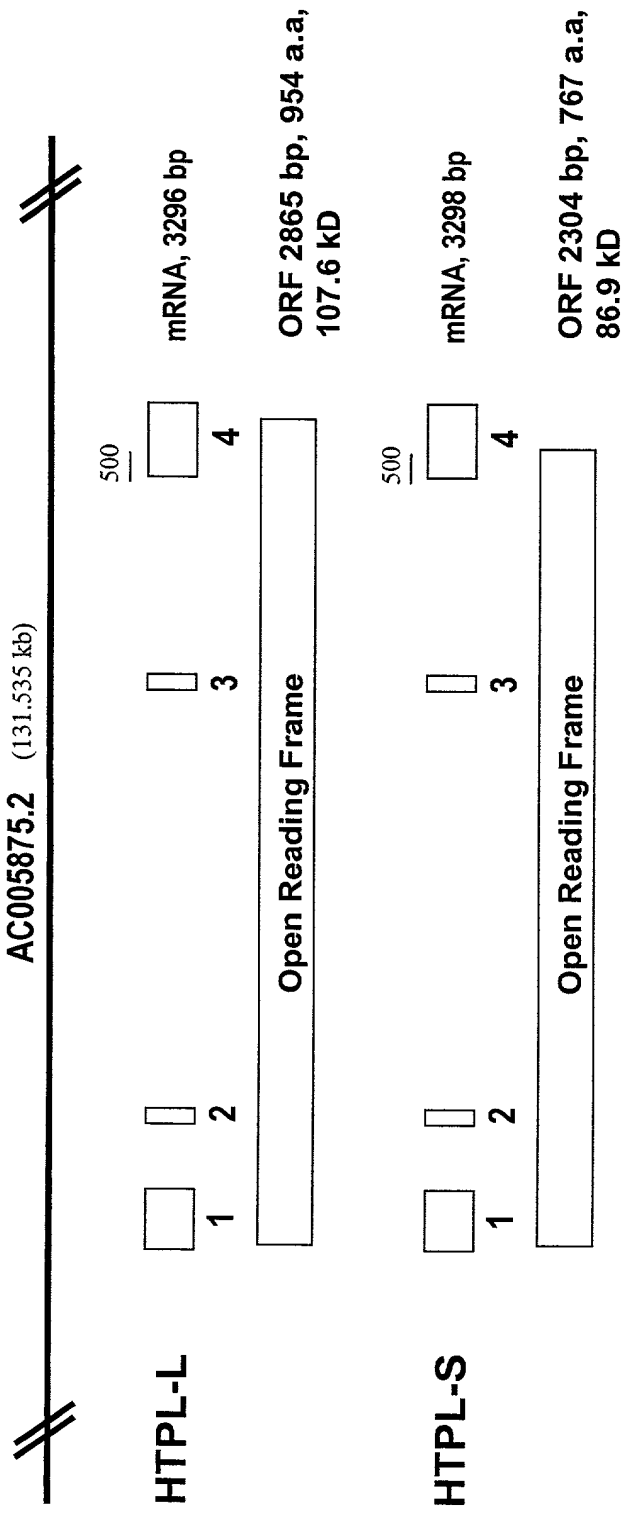 AC005875.2 (131.535 kb)
HTPL-L
500
mRNA, 3296 bp
1 2 3 4
Open Reading Frame
ORF 2865 bp, 954 a.a,
107.6 kD
HTPL-S
500
mRNA, 3298 bp
1 2 3 4
Open Reading Frame
ORF 2304 bp, 767 a.a,
86.9 kD